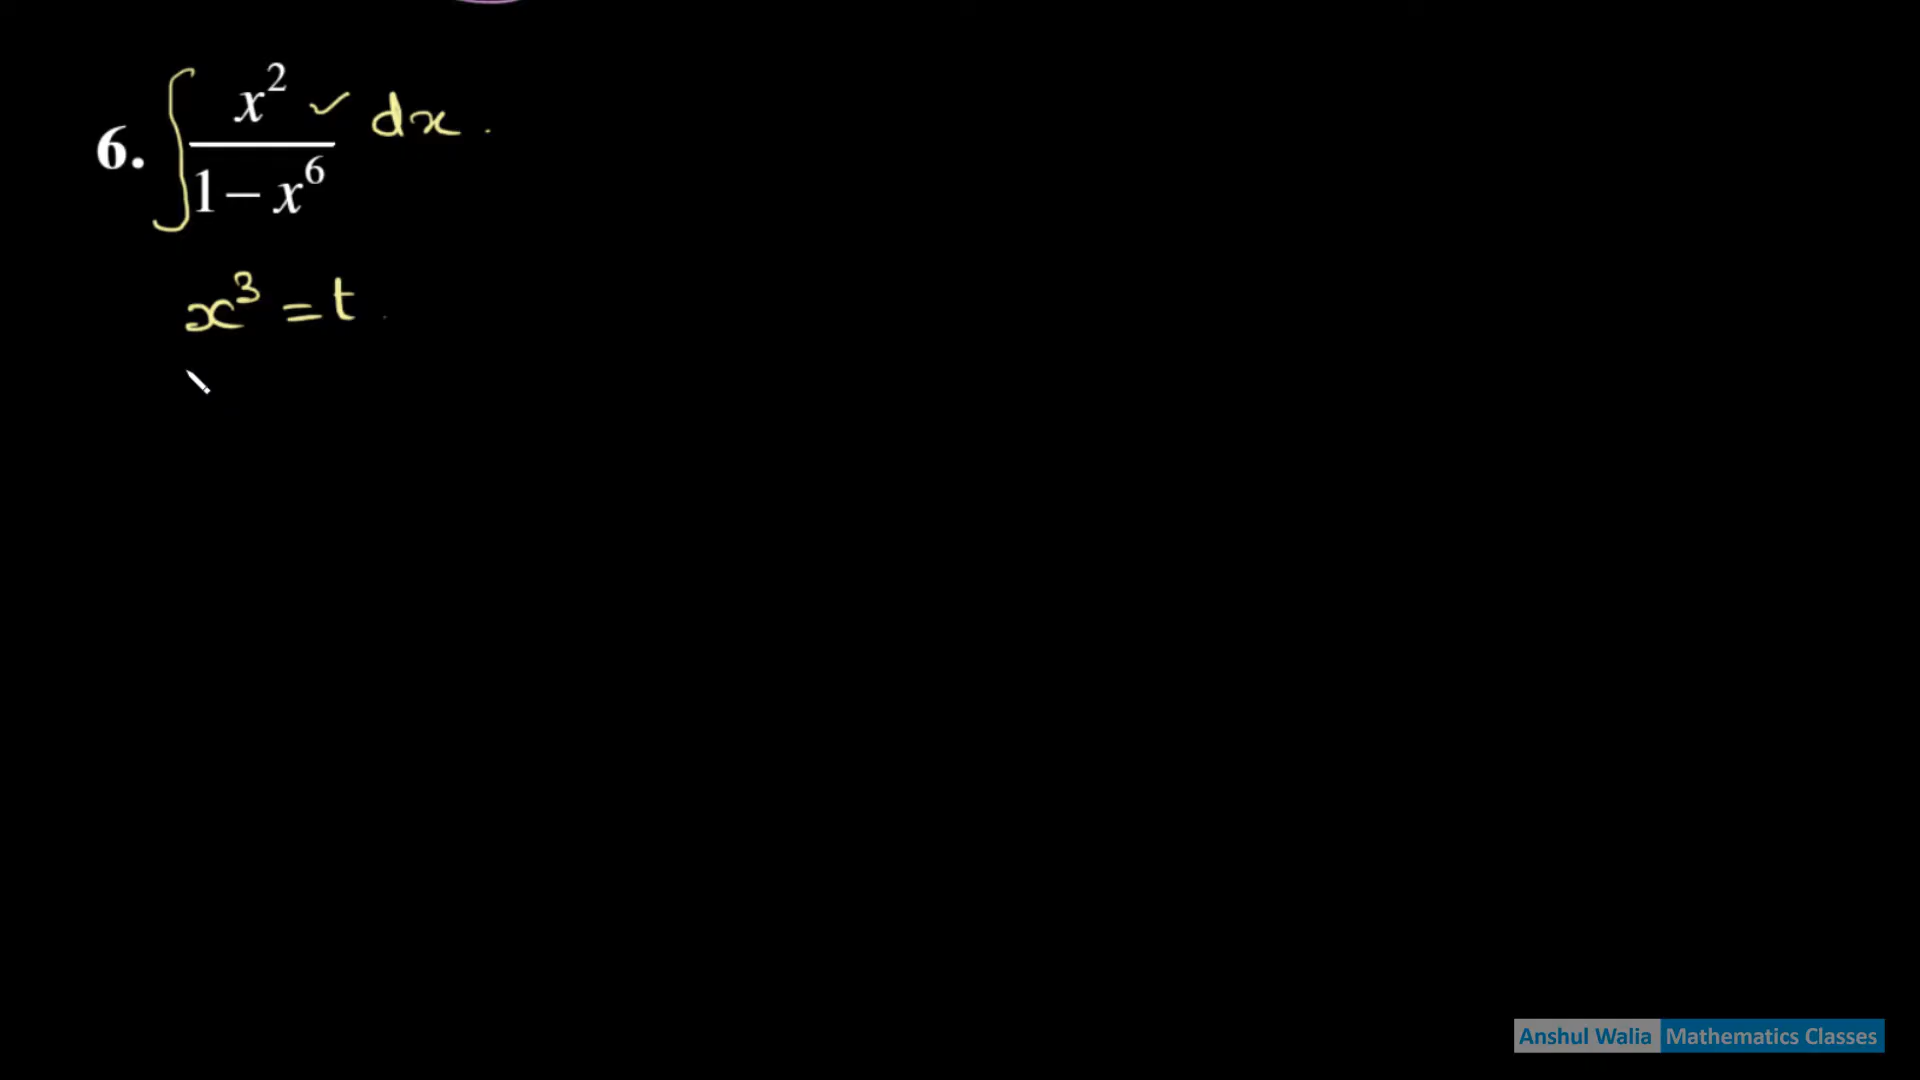 6. ∫ x² / (1 − x⁶) ✓ dx .
x³ = t .
Anshul Walia Mathematics Classes